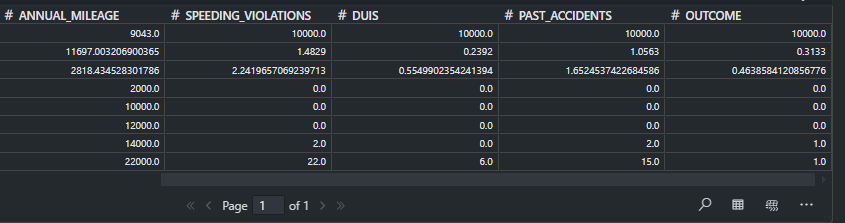 # ANNUAL_MILEAGE # SPEEDING_VIOLATIONS # DUIS # PAST_ACCIDENTS # OUTCOME
9043.0 10000.0 10000.0 10000.0 10000.0
11697.003206900365 1.4829 0.2392 1.0563 0.3133
2818.434528301786 2.2419657069239713 0.5549902354241394 1.6524537422684586 0.4638584120856776
2000.0 0.0 0.0 0.0 0.0
10000.0 0.0 0.0 0.0 0.0
12000.0 0.0 0.0 0.0 0.0
14000.0 2.0 0.0 2.0 1.0
22000.0 22.0 6.0 15.0 1.0
Page 1 of 1